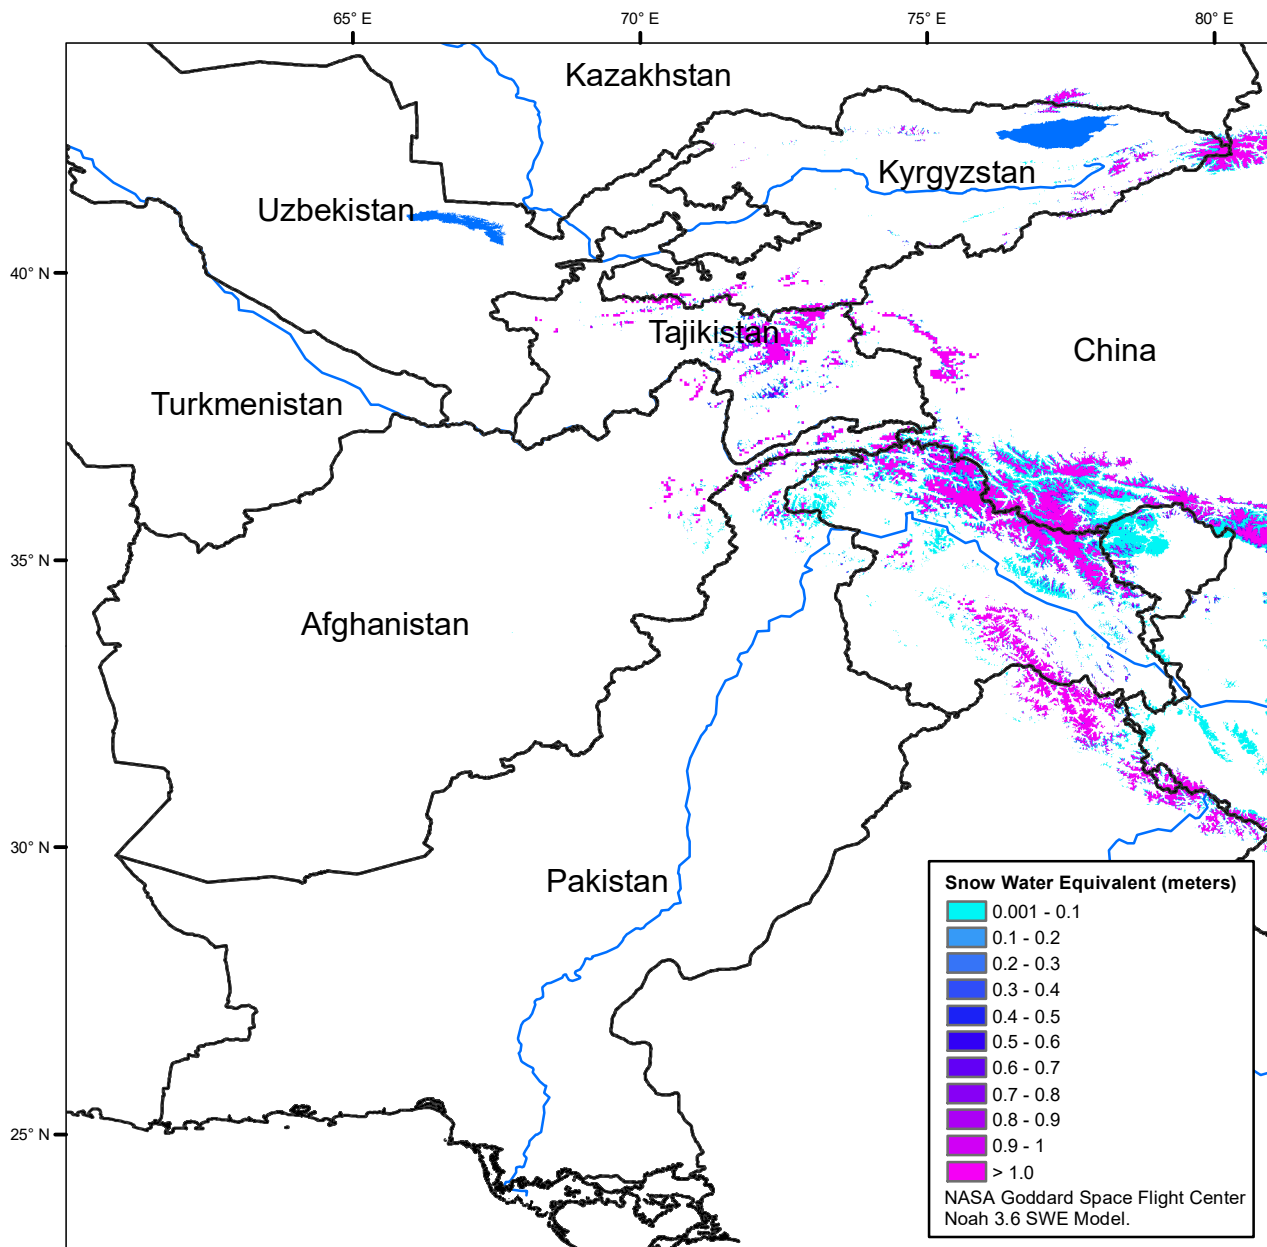 65° E
70° E
75° E
80° E
Kazakhstan
Kyrgyzstan
Uzbekistan
40° N
Tajikistan
China
Turkmenistan
35° N
Afghanistan
30° N
Pakistan
25° N
Snow Water Equivalent (meters)
0.001 - 0.1
0.1 - 0.2
0.2 - 0.3
0.3 - 0.4
0.4 - 0.5
0.5 - 0.6
0.6 - 0.7
0.7 - 0.8
0.8 - 0.9
0.9 - 1
> 1.0
NASA Goddard Space Flight Center
Noah 3.6 SWE Model.